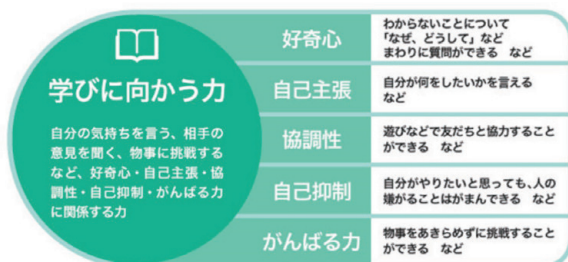 学びに向かう力
自分の気持ちを言う、相手の
意見を聞く、物事に挑戦する
など、好奇心・自己主張・協
調性・自己抑制・がんばる力
に関係する力
好奇心
わからないことについて
「なぜ、どうして」など
まわりに質問ができる など
自己主張
自分が何をしたいかを言える
など
協調性
遊びなどで友だちと協力すること
ができる など
自己抑制
自分がやりたいと思っても、人の
嫌がることはがまんできる など
がんばる力
物事をあきらめずに挑戦すること
ができる など